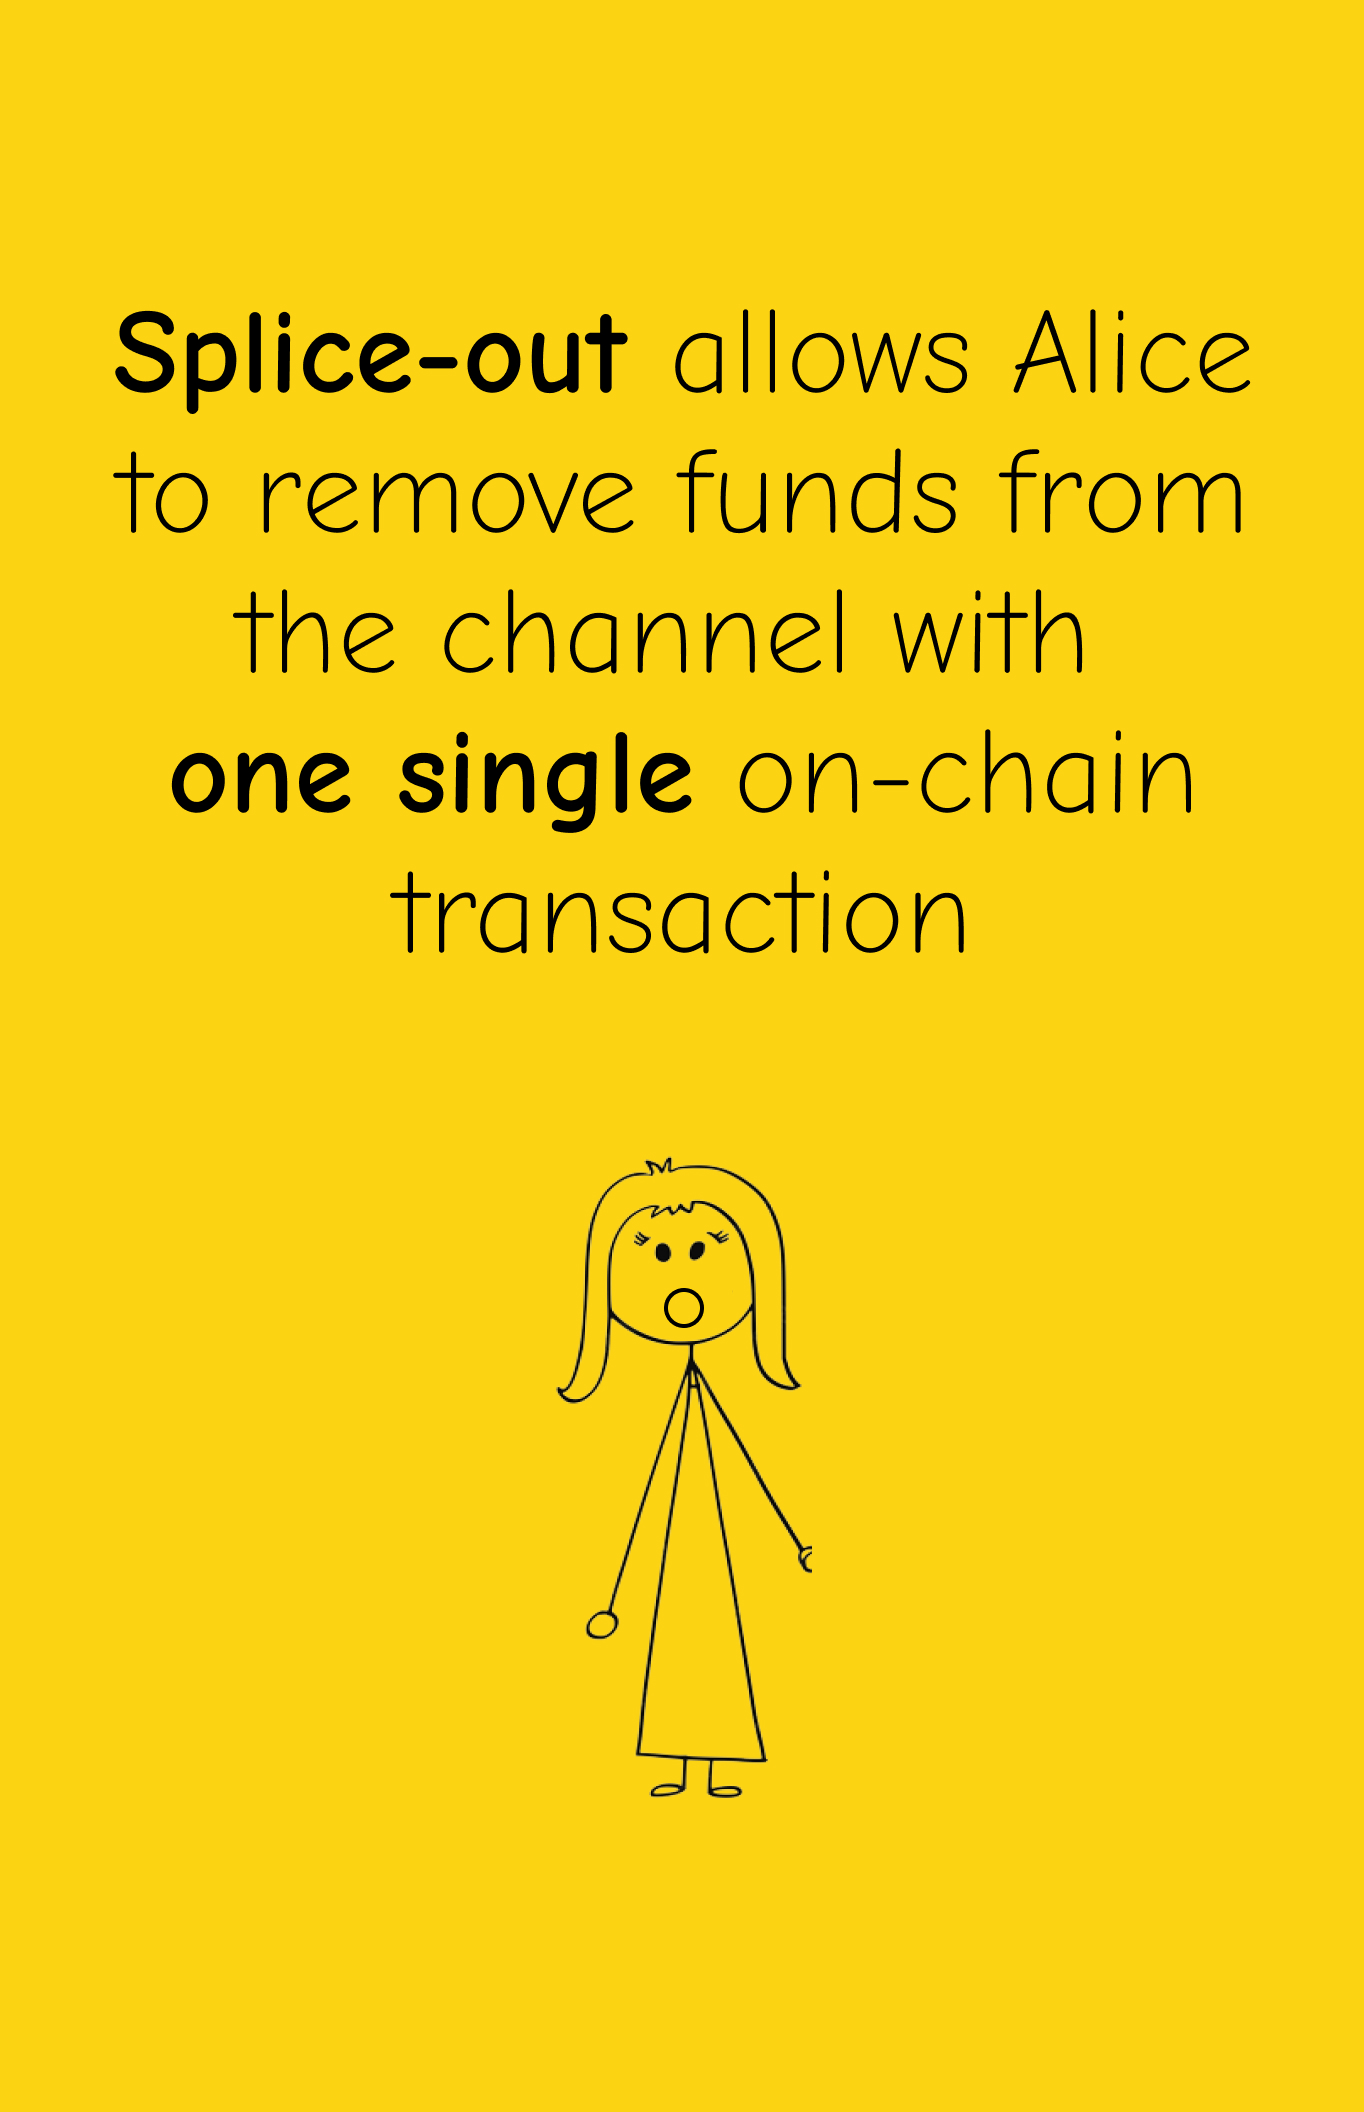 Splice-out allows Alice
to remove funds from
the channel with
one single on-chain
transaction